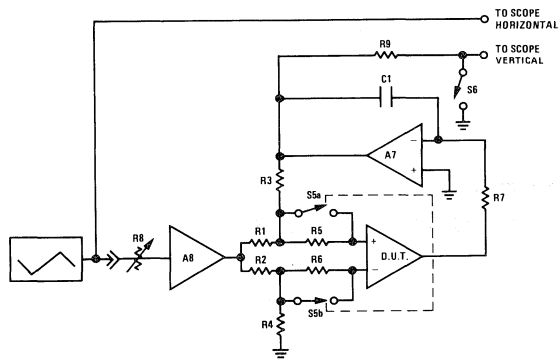 TO SCOPE
HORIZONTAL
R9
TO SCOPE
VERTICAL
C1
S6
−
A7
+
R3
S5a
R7
R8
R1
R5
+
A8
D.U.T.
R2
R6
−
S5b
R4